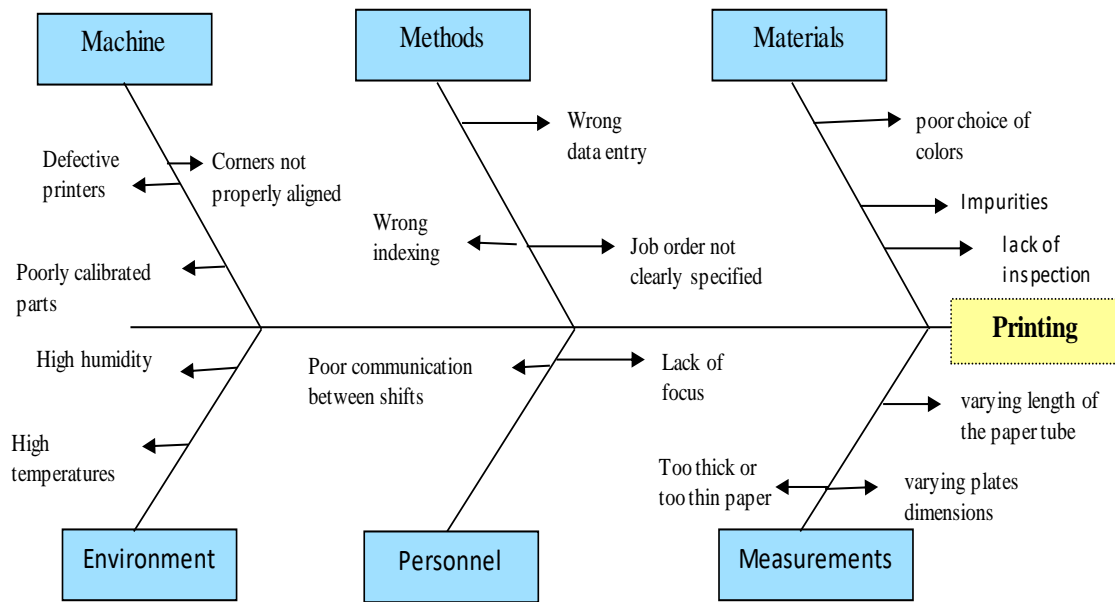 Machine
Methods
Materials
Wrong
data entry
poor choice of
colors
Defective
printers
Corners not
properly aligned
Impurities
Wrong
indexing
Job order not
clearly specified
lack of
inspection
Poorly calibrated
parts
Printing
High humidity
Poor communication
between shifts
Lack of
focus
varying length of
the paper tube
High
temperatures
Too thick or
too thin paper
varying plates
dimensions
Environment
Personnel
Measurements